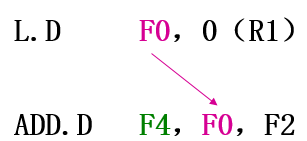 L.D F0, 0（R1）
ADD.D F4, F0, F2